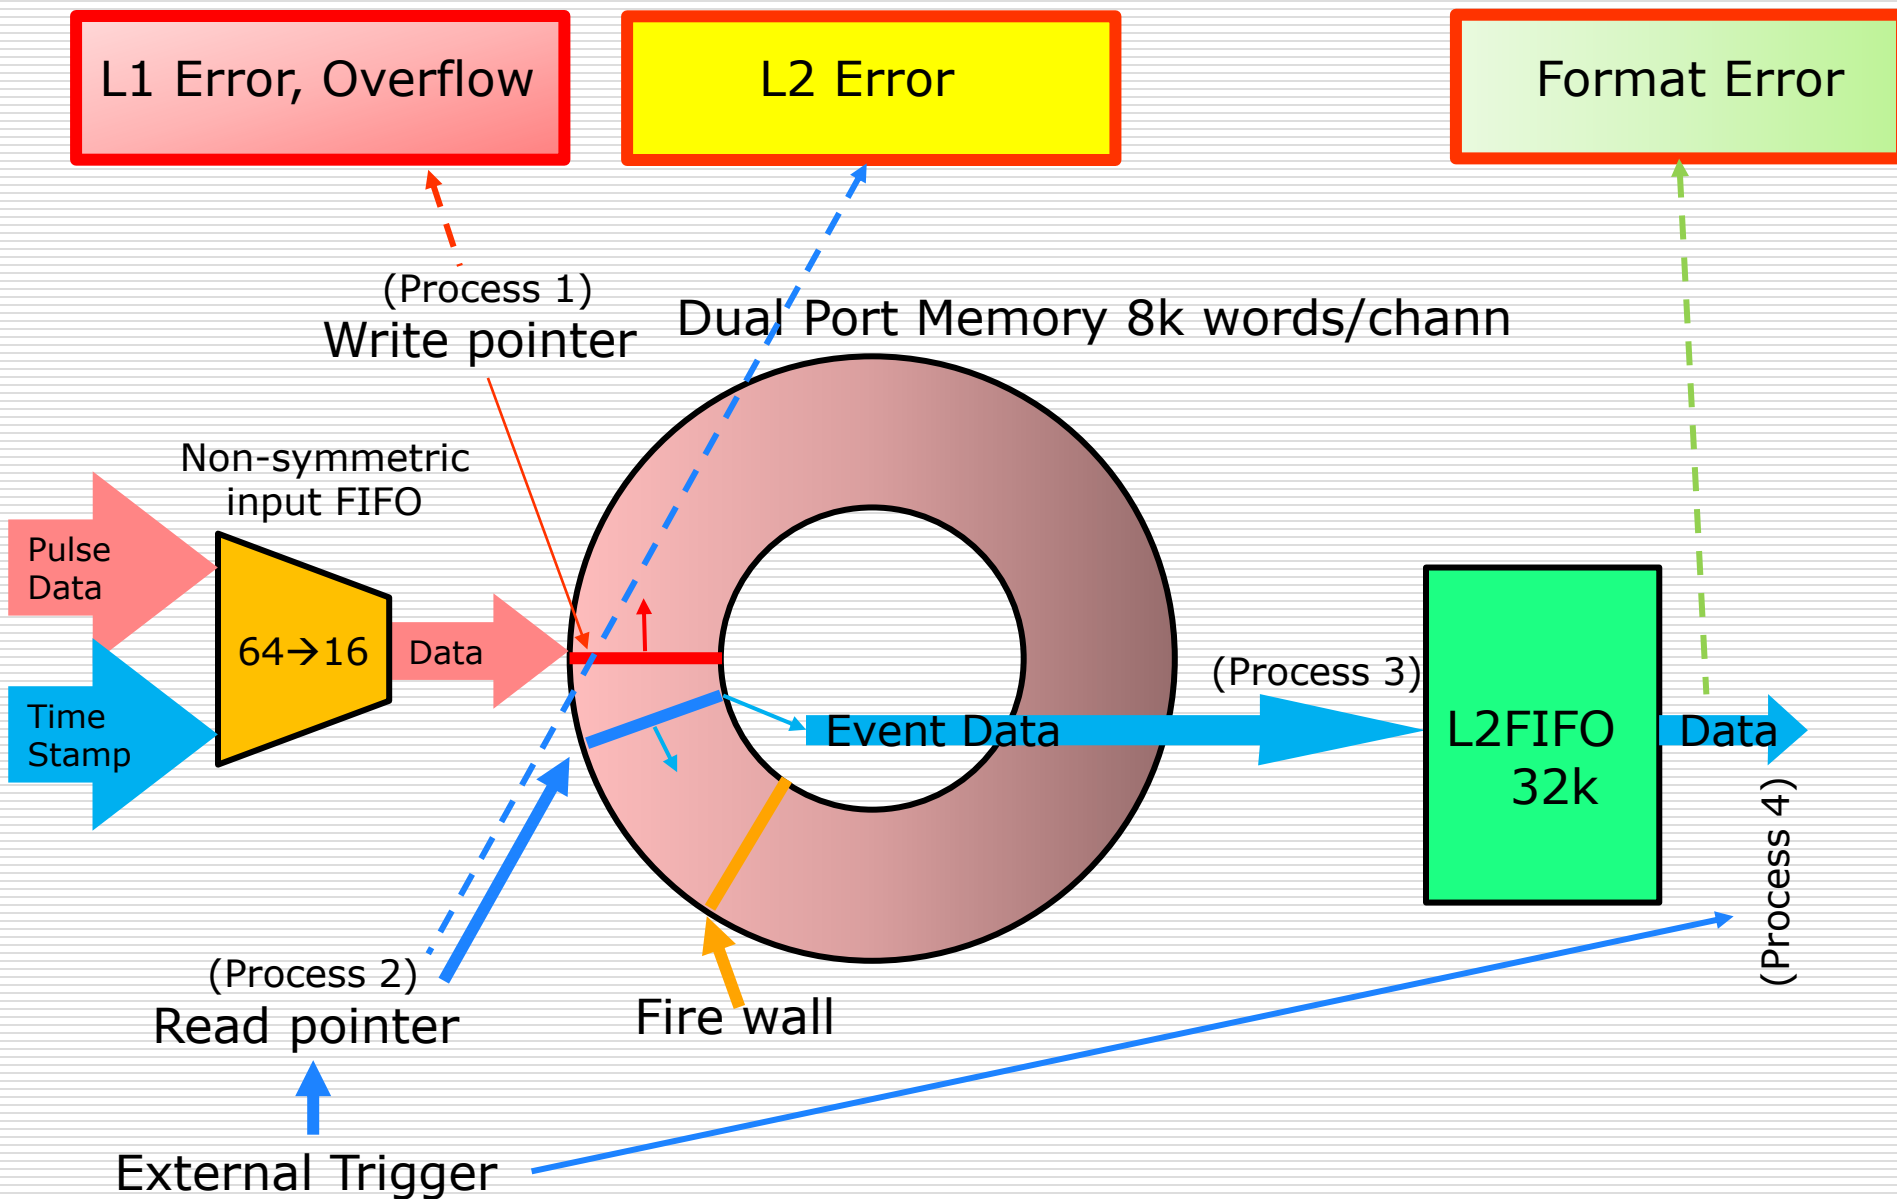 L1 Error, Overflow
L2 Error
Format Error
(Process 1)
Write pointer
Dual Port Memory 8k words/chann
Non-symmetric
input FIFO
Pulse
Data
64→16
Data
Time
Stamp
(Process 3)
Event Data
L2FIFO
32k
Data
(Process 4)
(Process 2)
Read pointer
Fire wall
External Trigger